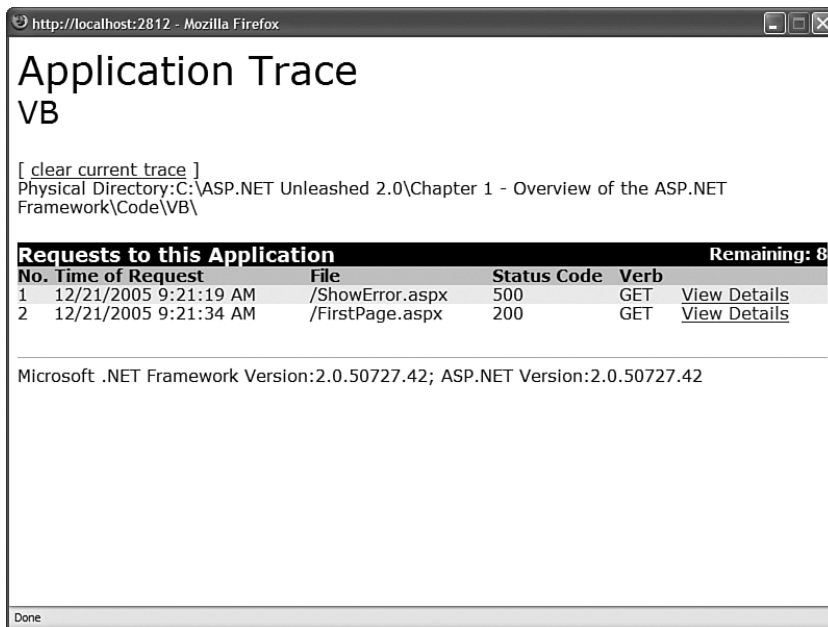 http://localhost:2812 - Mozilla Firefox
Application Trace
VB
[ clear current trace ]
Physical Directory:C:\ASP.NET Unleashed 2.0\Chapter 1 - Overview of the ASP.NET
Framework\Code\VB\
Requests to this Application Remaining: 8
No. Time of Request File Status Code Verb
1 12/21/2005 9:21:19 AM /ShowError.aspx 500 GET View Details
2 12/21/2005 9:21:34 AM /FirstPage.aspx 200 GET View Details
Microsoft .NET Framework Version:2.0.50727.42; ASP.NET Version:2.0.50727.42
Done